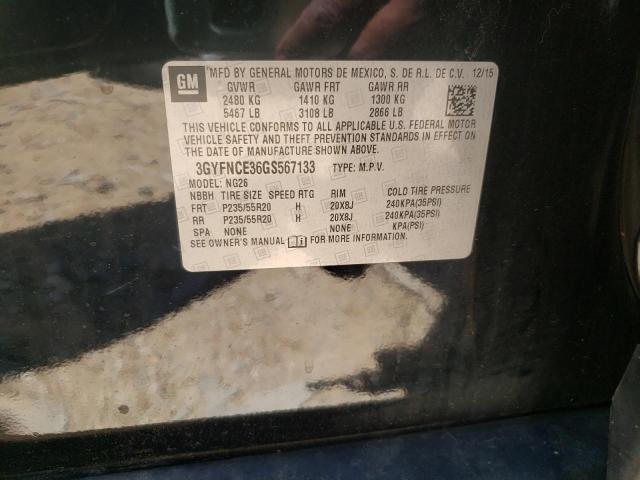 GM
MFD BY GENERAL MOTORS DE MEXICO, S. DE R.L. DE C.V. 12/15
GVWR GAWR FRT GAWR RR
2480 KG 1410 KG 1300 KG
5467 LB 3108 LB 2866 LB
THIS VEHICLE CONFORMS TO ALL APPLICABLE U.S. FEDERAL MOTOR
VEHICLE SAFETY AND THEFT PREVENTION STANDARDS IN EFFECT ON
THE DATE OF MANUFACTURE SHOWN ABOVE.
3GYFNCE36GS567133 TYPE: M.P.V.
MODEL: NG26
NBBH TIRE SIZE SPEED RTG RIM COLD TIRE PRESSURE
FRT P235/55R20 H 20X8J 240KPA(35PSI)
RR P235/55R20 H 20X8J 240KPA(35PSI)
SPA NONE NONE KPA(PSI)
SEE OWNER'S MANUAL FOR MORE INFORMATION.